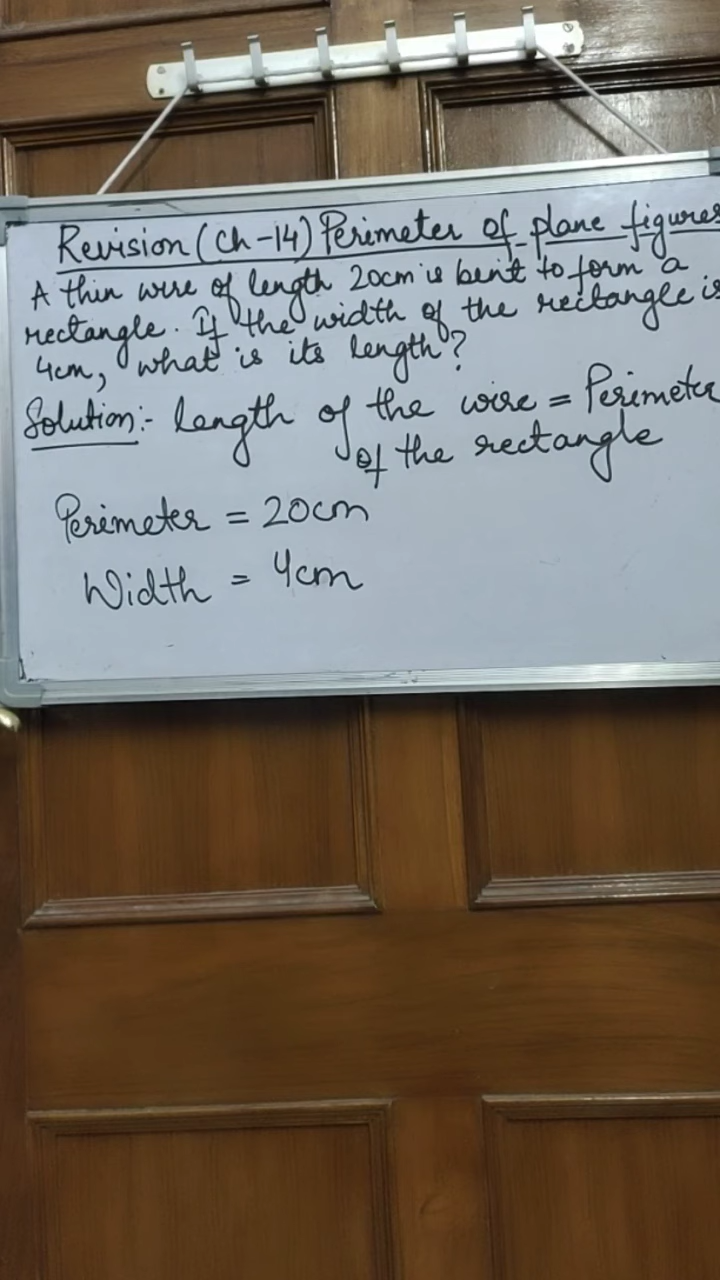 Revision (Ch-14) Perimeter of plane figures
A thin wire of length 20cm is bent to form a
rectangle. If the width of the rectangle is
4cm, what is its length?
Solution:- Length of the wire = Perimeter
of the rectangle
Perimeter = 20cm
Width = 4cm